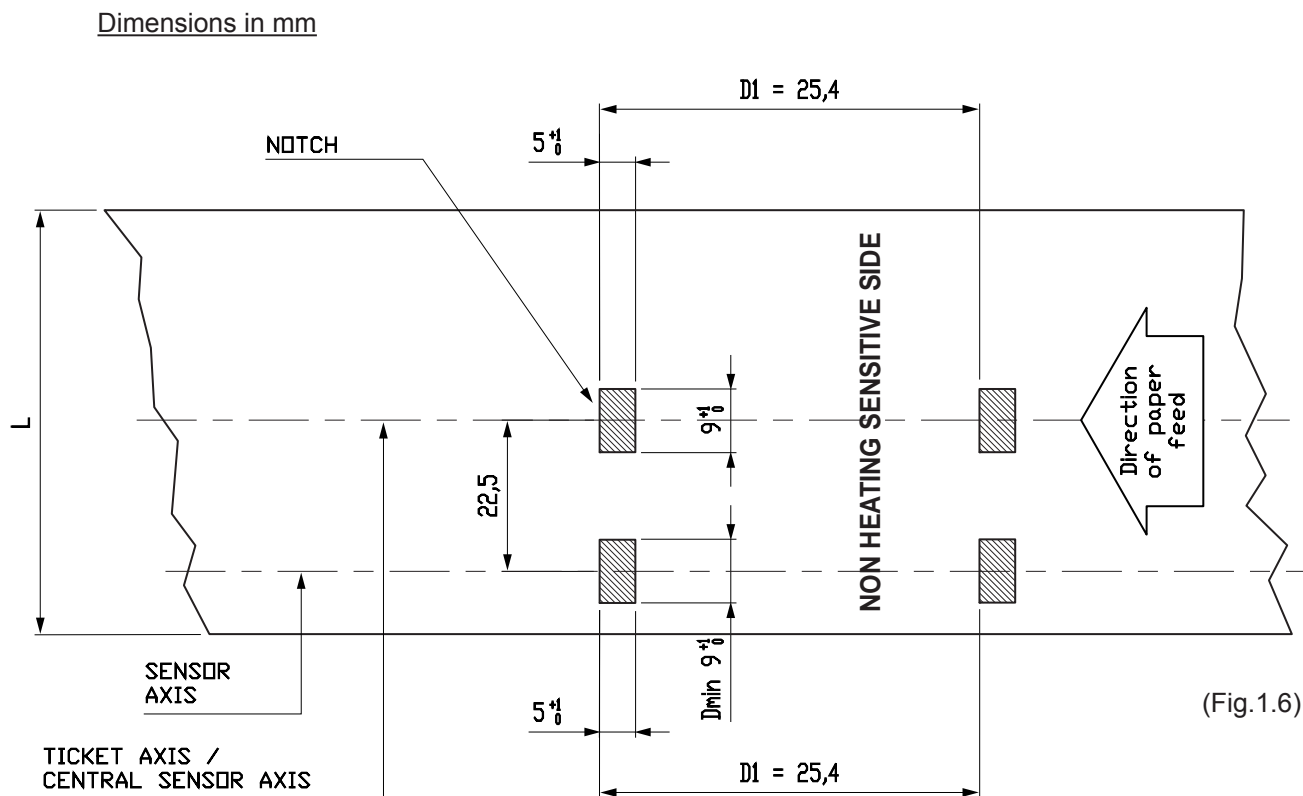 Dimensions in mm
D1 = 25,4
NOTCH
5 +1 0
NON HEATING SENSITIVE SIDE
L
9 +1 0
Direction
of paper
feed
22,5
SENSOR
AXIS
Dmin 9 +1 0
5 +1 0
(Fig.1.6)
TICKET AXIS /
CENTRAL SENSOR AXIS
D1 = 25,4